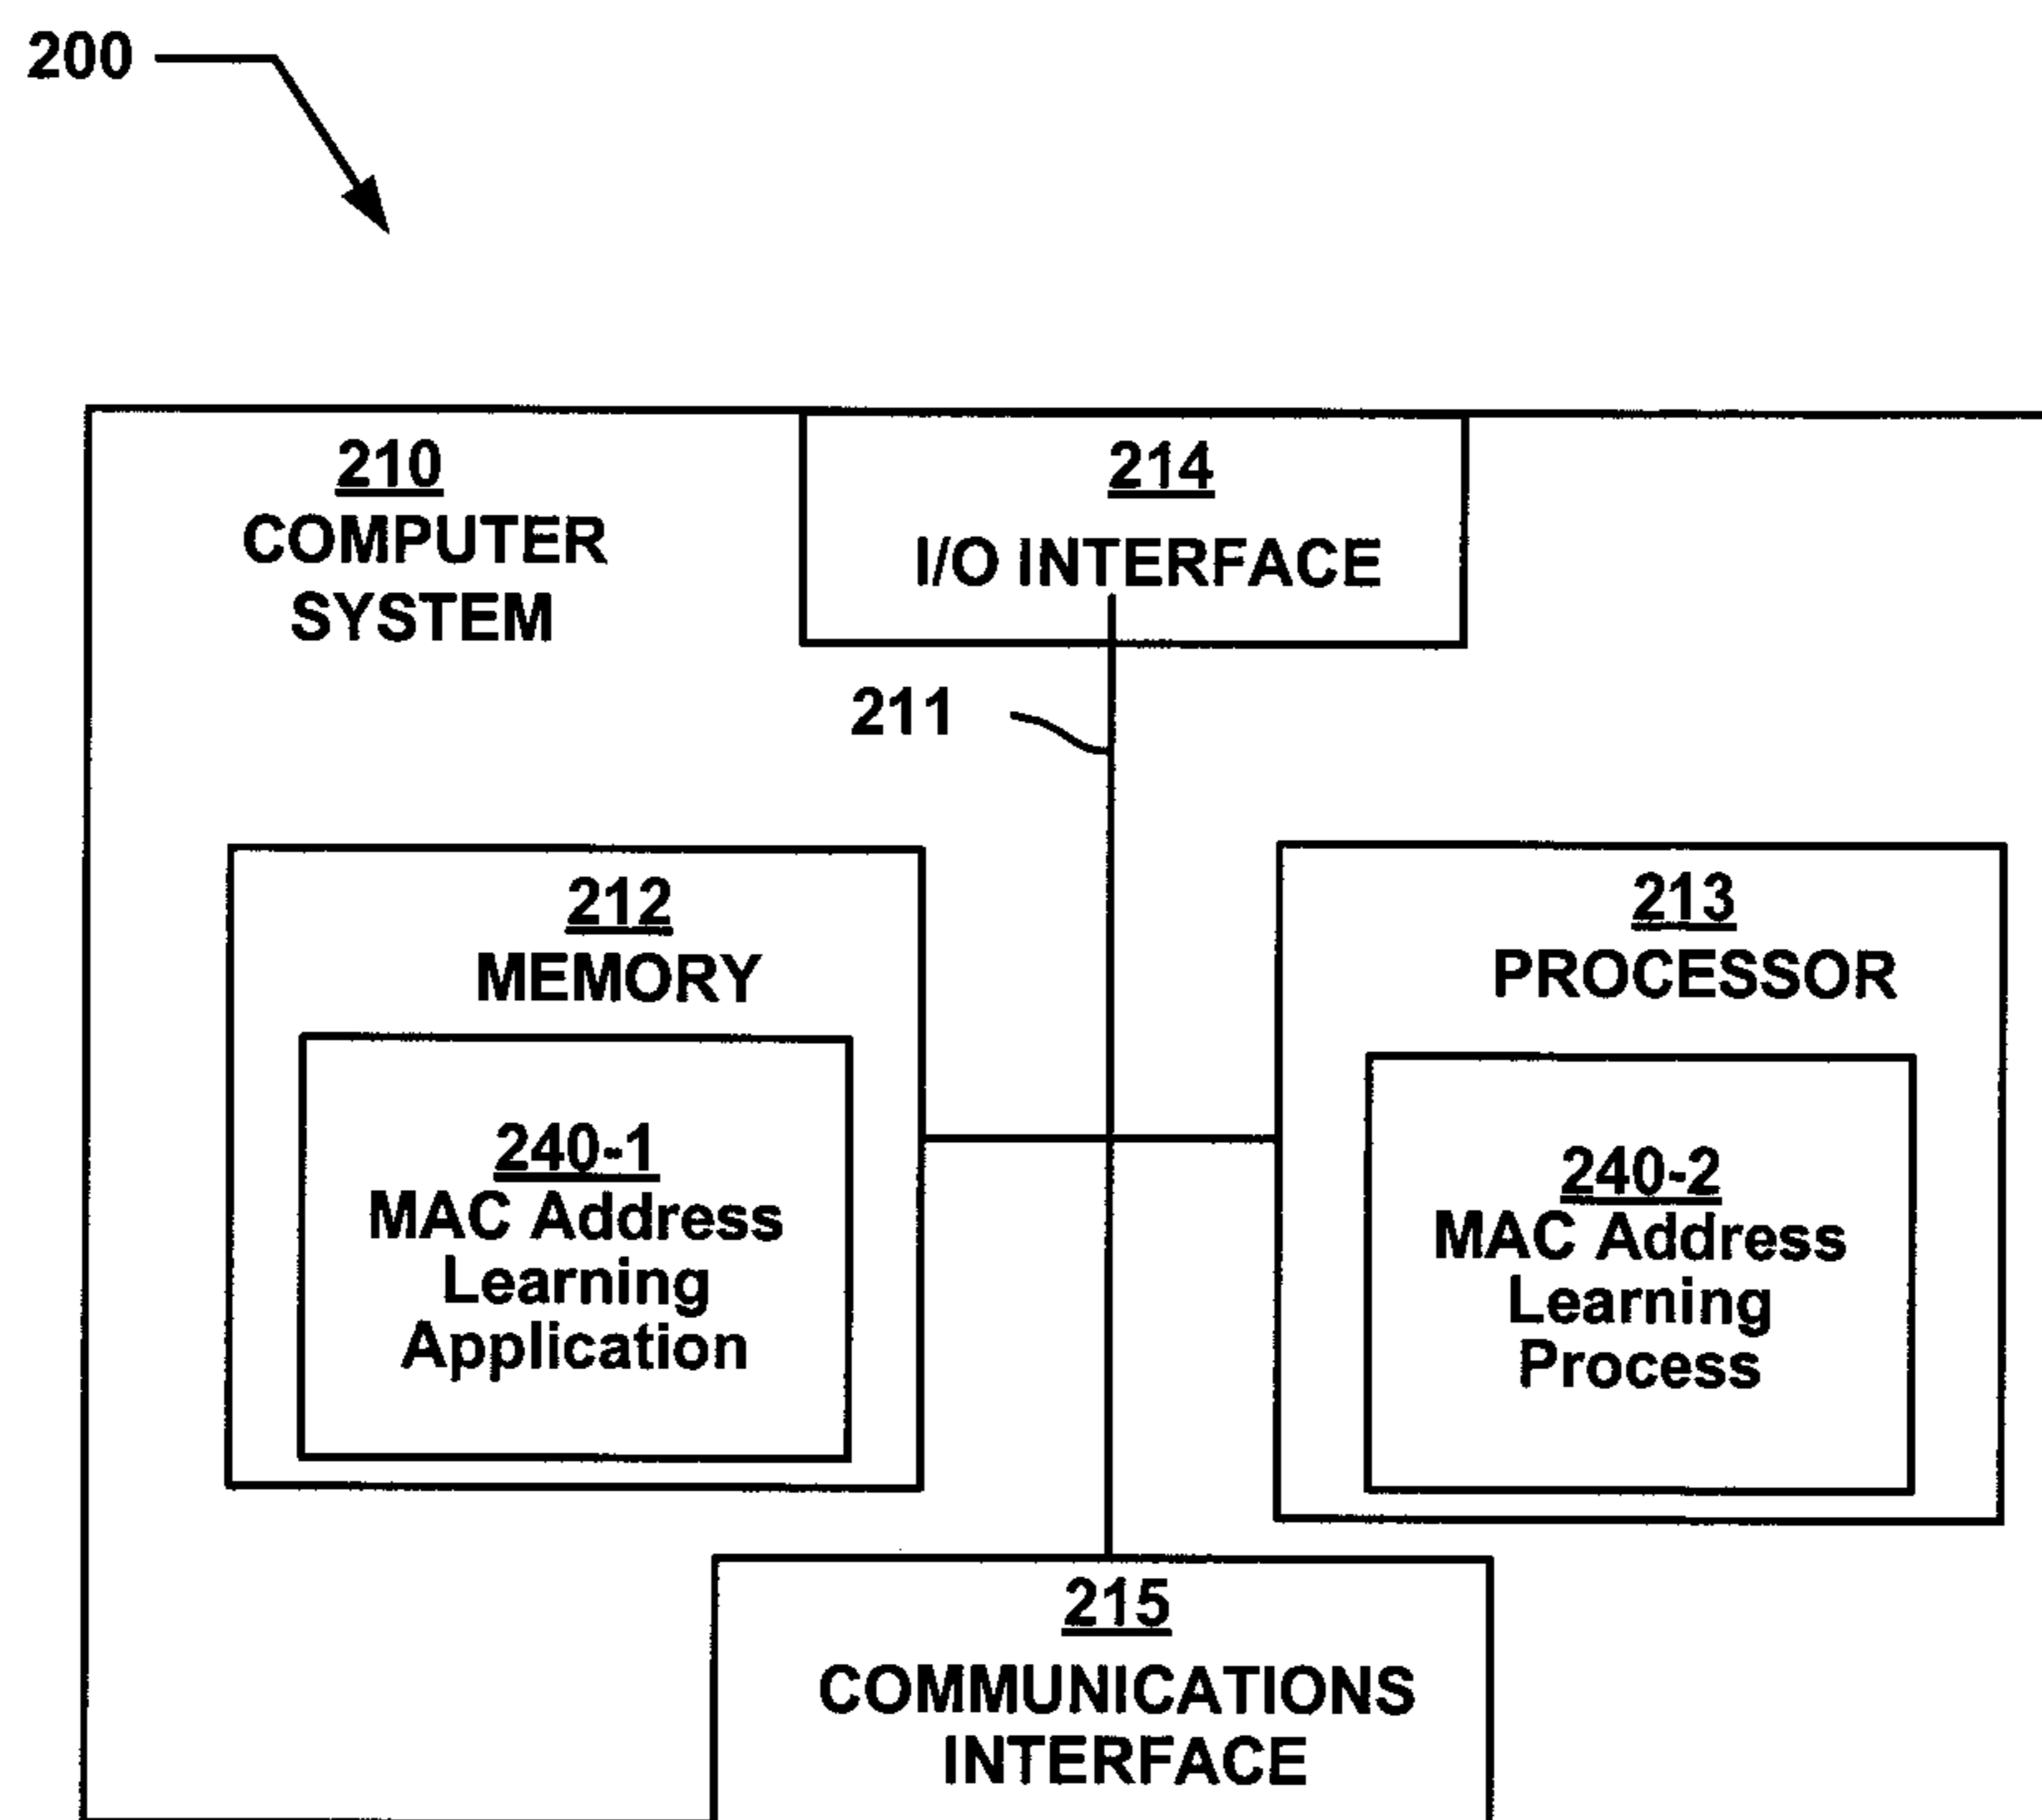 200
210
COMPUTER
SYSTEM
214
I/O INTERFACE
211
212
MEMORY
240-1
MAC Address
Learning
Application
213
PROCESSOR
240-2
MAC Address
Learning
Process
215
COMMUNICATIONS
INTERFACE